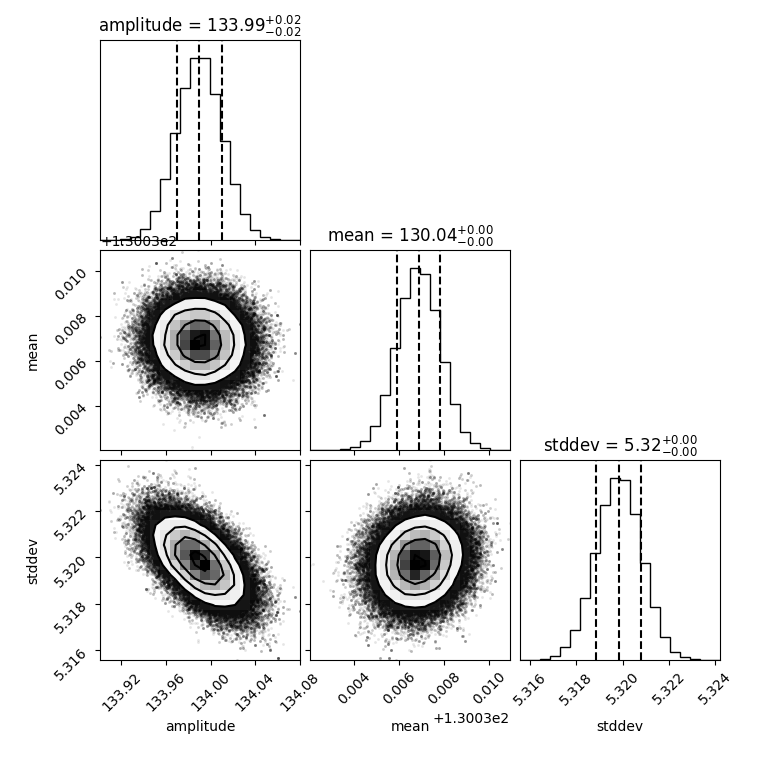 amplitude = 133.99+0.02−0.02
+1.3003e2
mean = 130.04+0.00−0.00
0.010
0.008
0.006
0.004
mean
stddev = 5.32+0.00−0.00
5.324
5.322
5.320
5.318
5.316
stddev
133.92 133.96 134.00 134.04 134.08
0.004 0.006 0.008 0.010
5.316 5.318 5.320 5.322 5.324
+1.3003e2
amplitude mean stddev